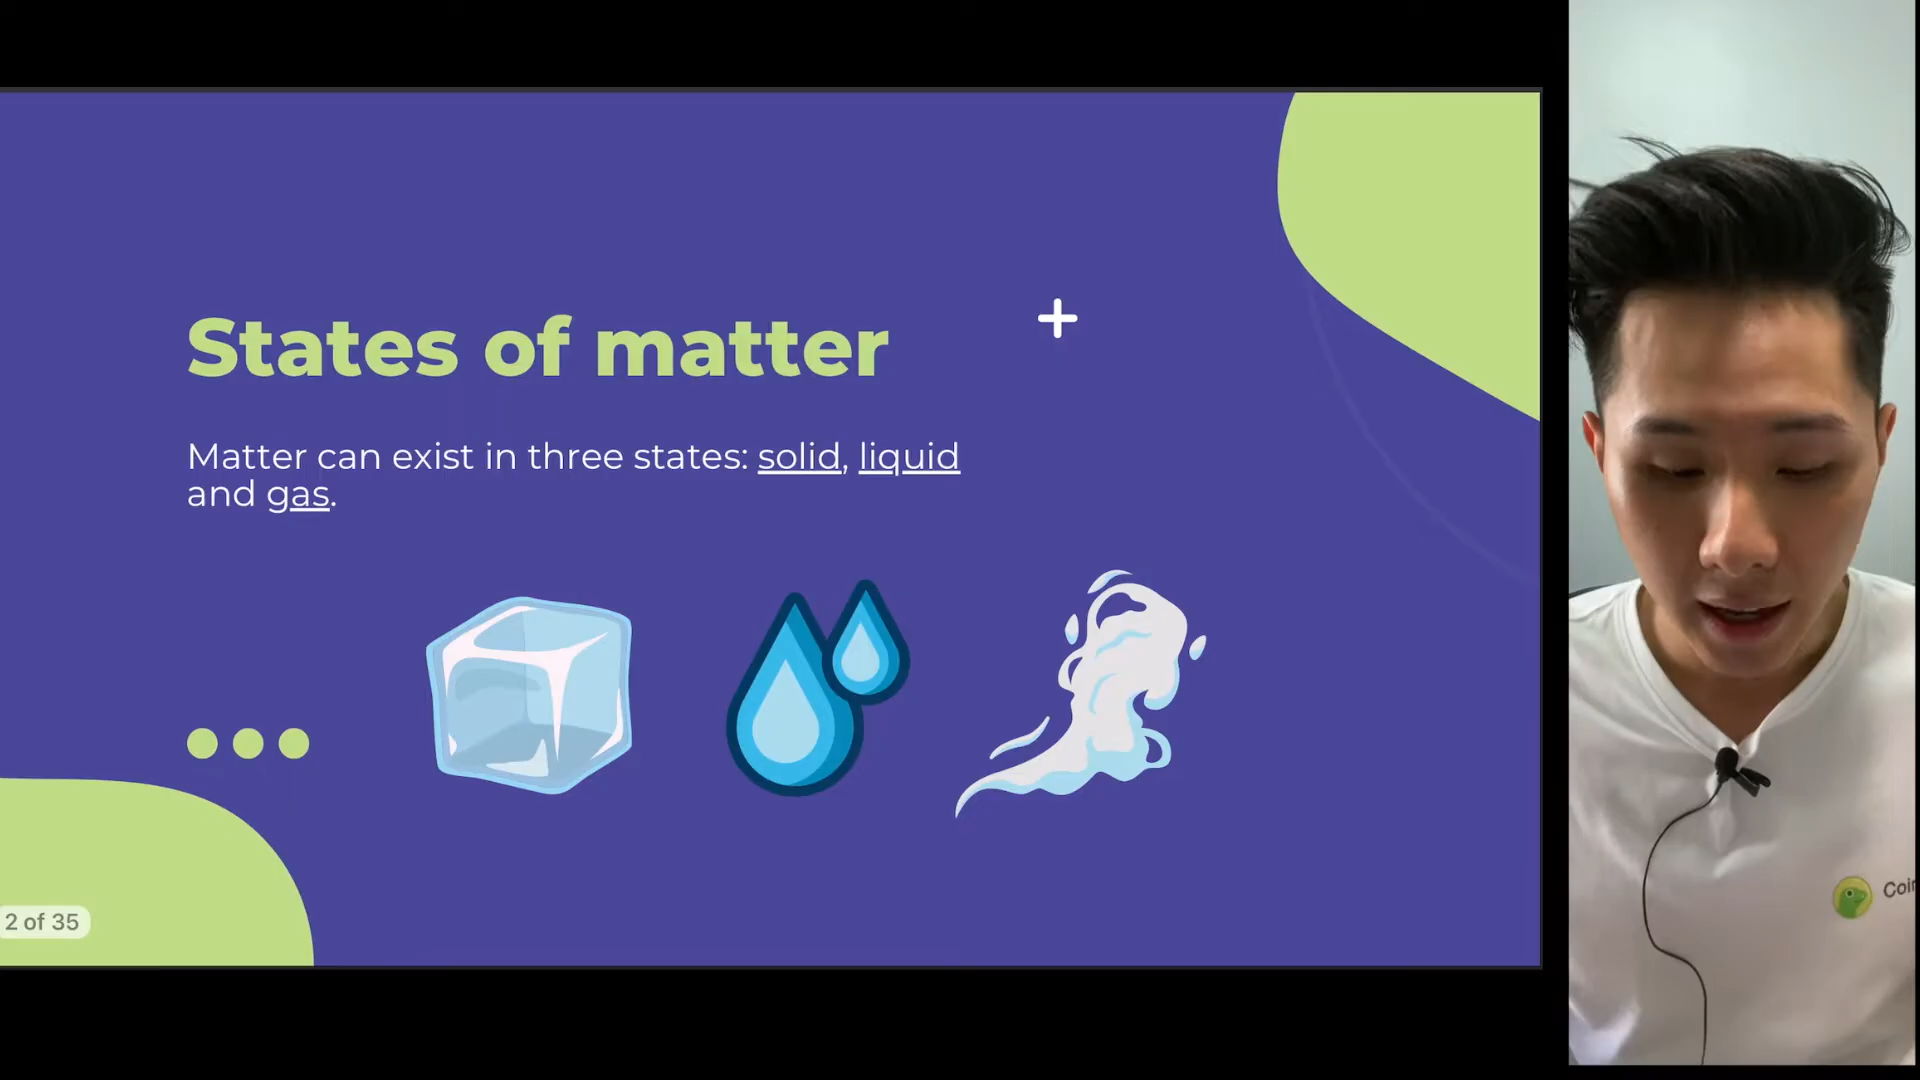 States of matter
Matter can exist in three states: solid, liquid
and gas.
2 of 35